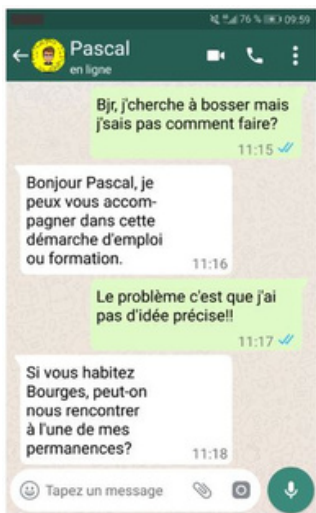 76 % 09:59
Pascal
en ligne
Bjr, j'cherche à bosser mais
j'sais pas comment faire?
11:15
Bonjour Pascal, je
peux vous accom-
pagner dans cette
démarche d'emploi
ou formation.
11:16
Le problème c'est que j'ai
pas d'idée précise!!
11:17
Si vous habitez
Bourges, peut-on
nous rencontrer
à l'une de mes
permanences?
11:18
Tapez un message